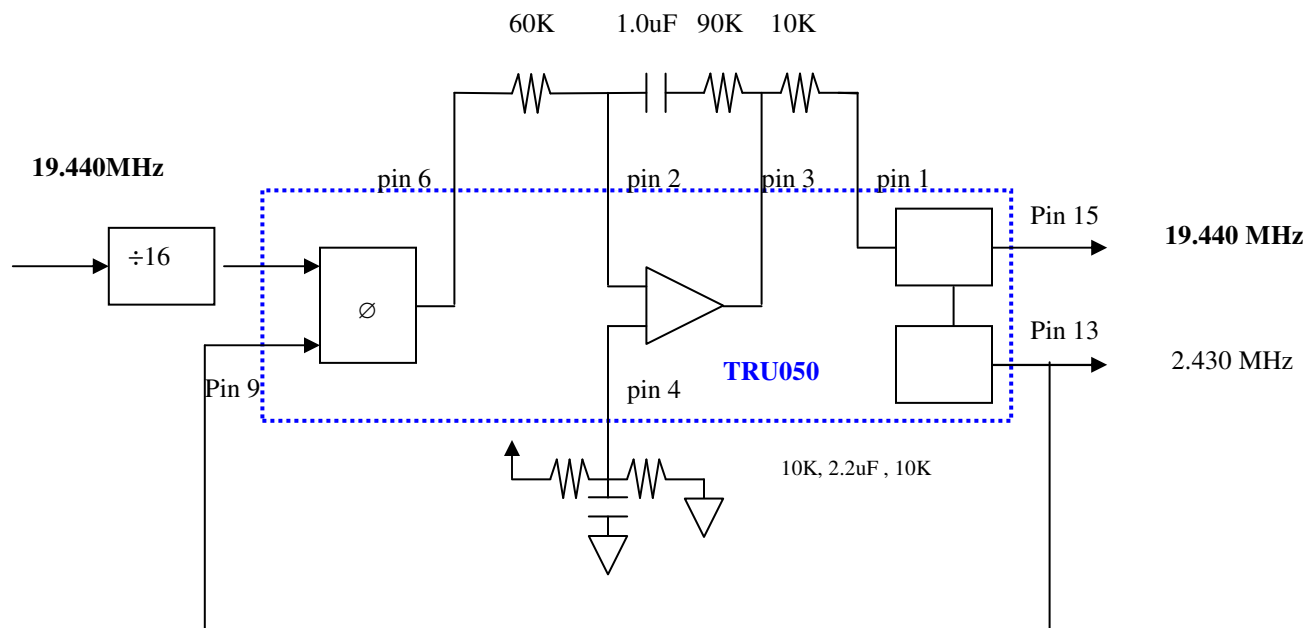 60K 1.0uF 90K 10K
19.440MHz
pin 6 pin 2 pin 3 pin 1
Pin 15
19.440 MHz
÷16
∅
Pin 13
2.430 MHz
TRU050
Pin 9
pin 4
10K, 2.2uF , 10K